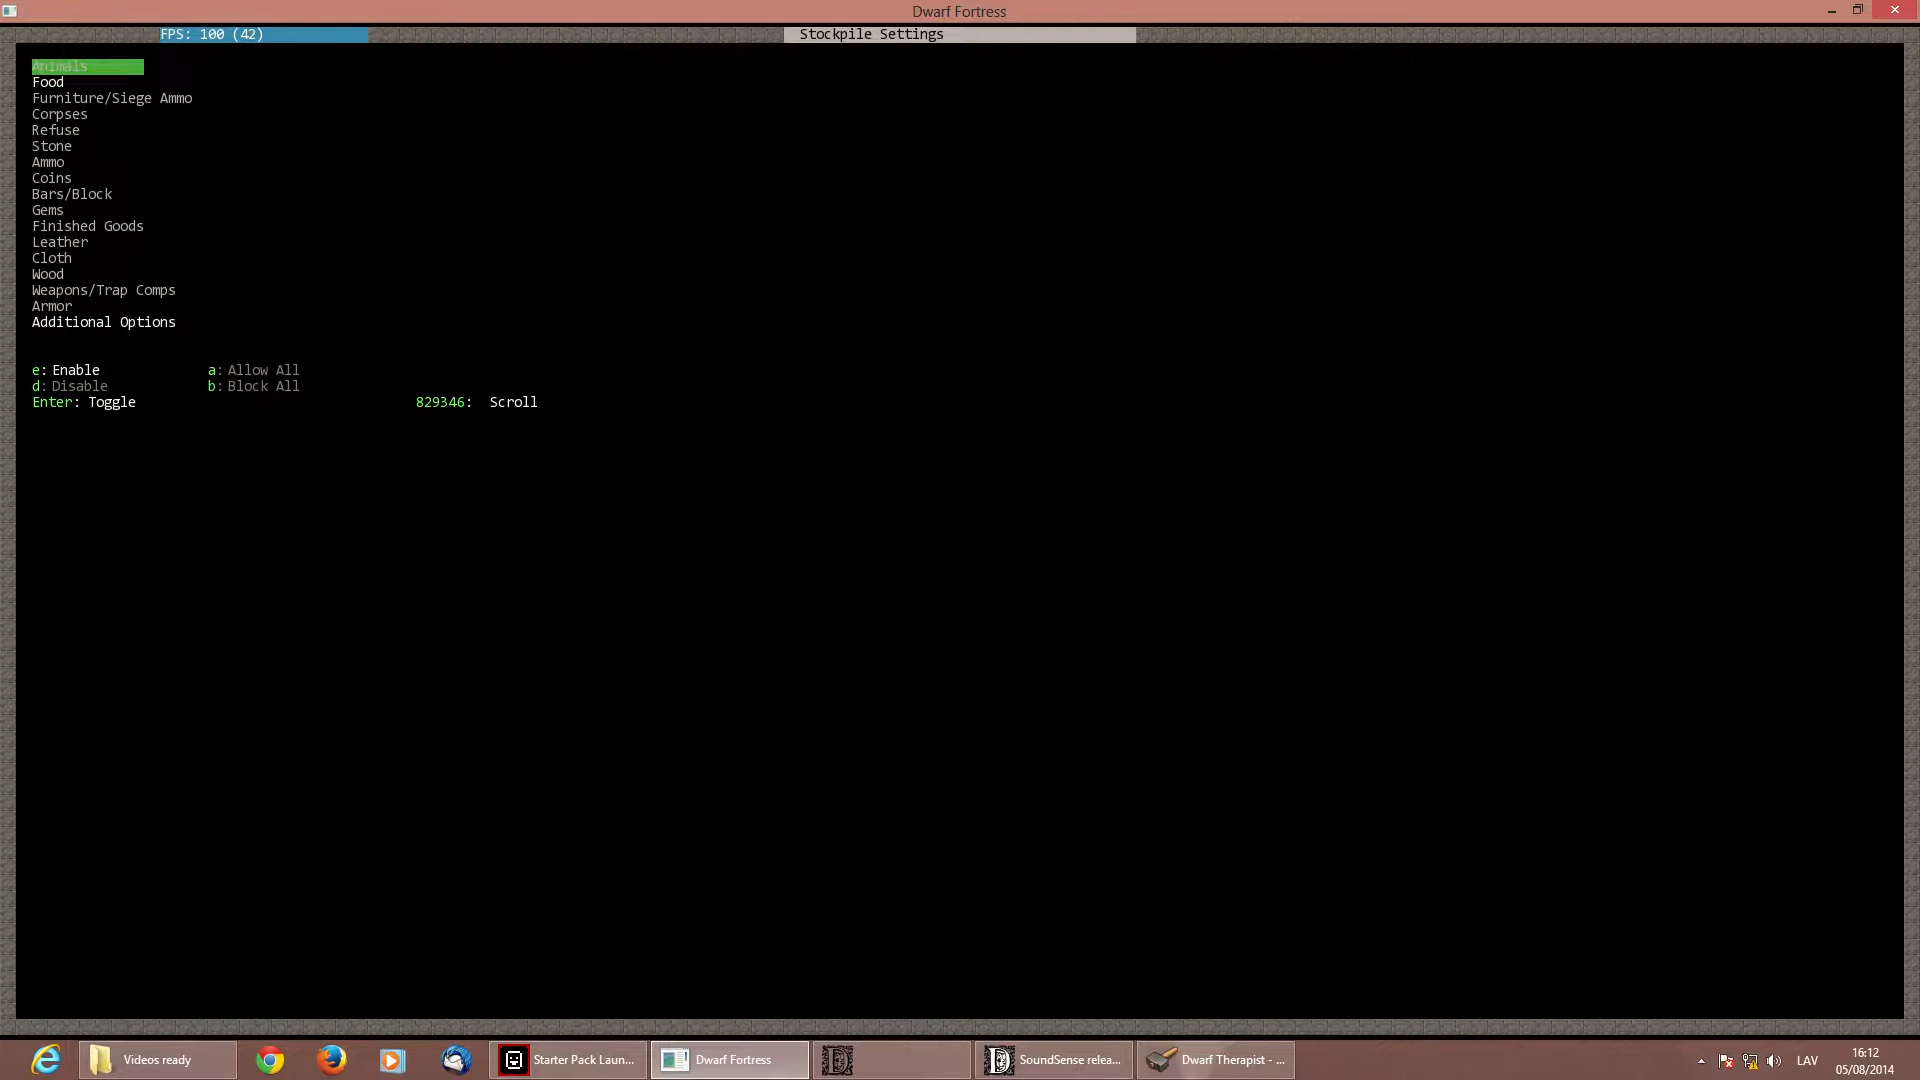 Dwarf Fortress
FPS: 100 (42)
Stockpile Settings
Animals
Food
Furniture/Siege Ammo
Corpses
Refuse
Stone
Ammo
Coins
Bars/Block
Gems
Finished Goods
Leather
Cloth
Wood
Weapons/Trap Comps
Armor
Additional Options
e: Enable a: Allow All
d: Disable b: Block All
Enter: Toggle 829346: Scroll
Videos ready
Starter Pack Laun...
Dwarf Fortress
SoundSense relea...
Dwarf Therapist - ...
LAV
16:12
05/08/2014